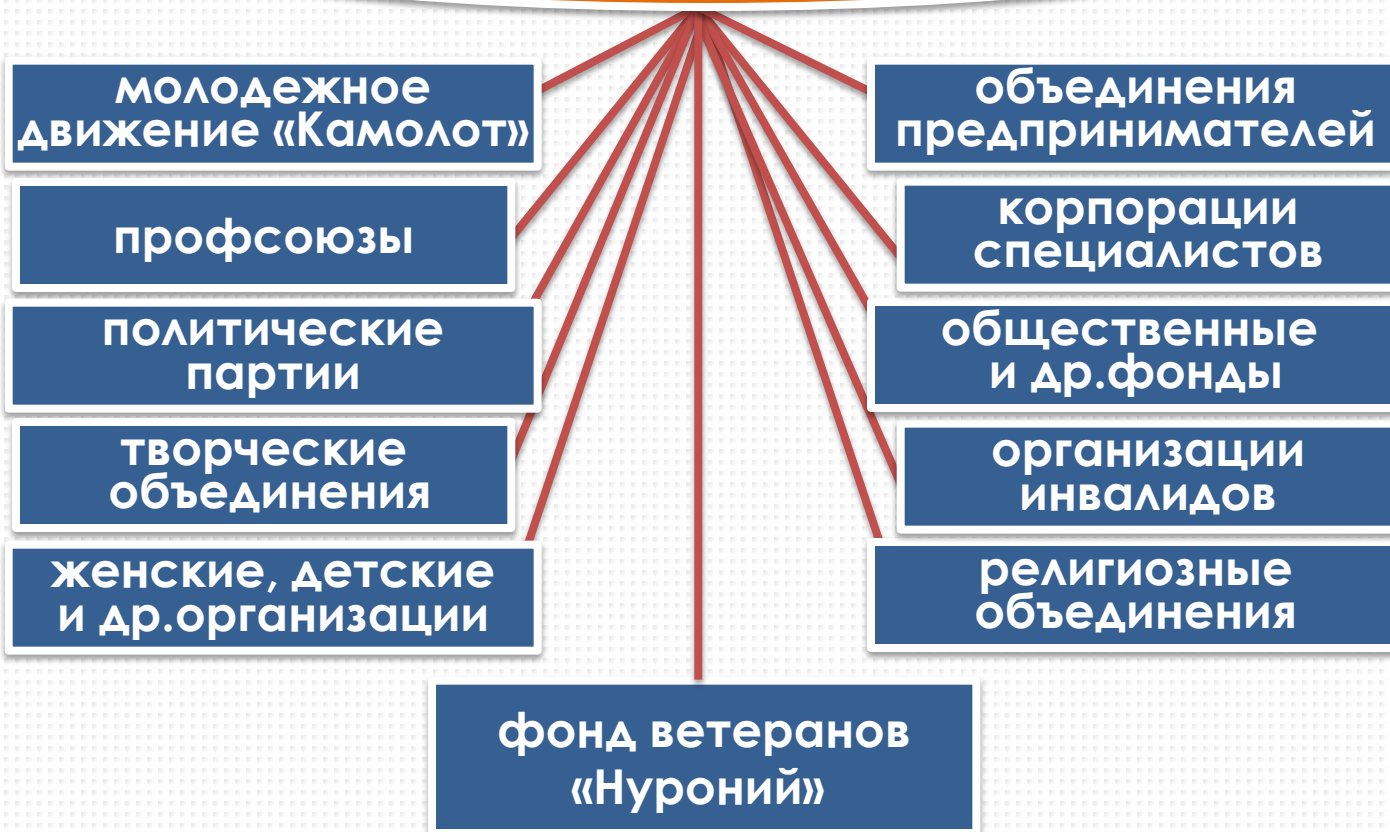 молодежное
движение «Камолот»
профсоюзы
политические
партии
творческие
объединения
женские, детские
и др.организации
объединения
предпринимателей
корпорации
специалистов
общественные
и др.фонды
организации
инвалидов
религиозные
объединения
фонд ветеранов
«Нуроний»